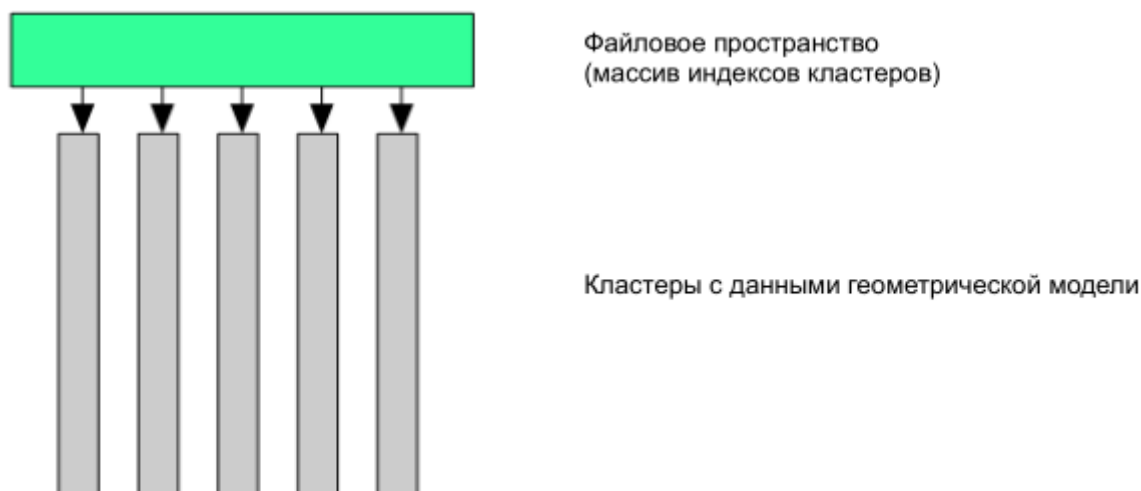 Файловое пространство
(массив индексов кластеров)
Кластеры с данными геометрической модели